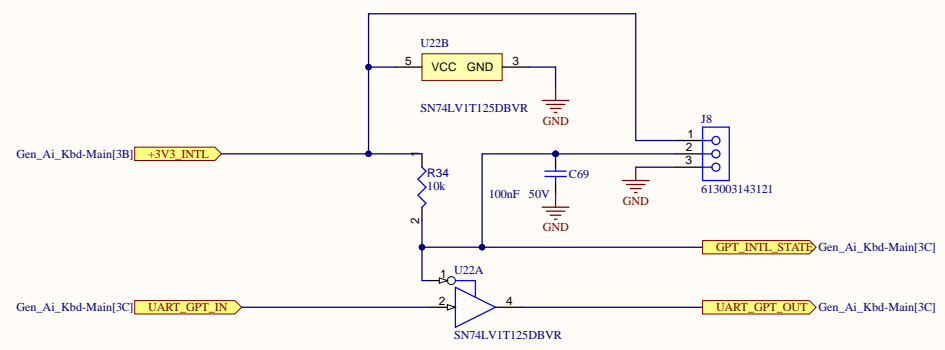 U22B
5 VCC GND 3
SN74LV1T125DBVR
GND
J8
1
2
3
613003143121
Gen_Ai_Kbd-Main[3B] +3V3_INTL
1
R34
10k
2
C69
100nF 50V
GND
GND
GPT_INTL_STATE Gen_Ai_Kbd-Main[3C]
1 U22A
Gen_Ai_Kbd-Main[3C] UART_GPT_IN 2 4 UART_GPT_OUT Gen_Ai_Kbd-Main[3C]
SN74LV1T125DBVR